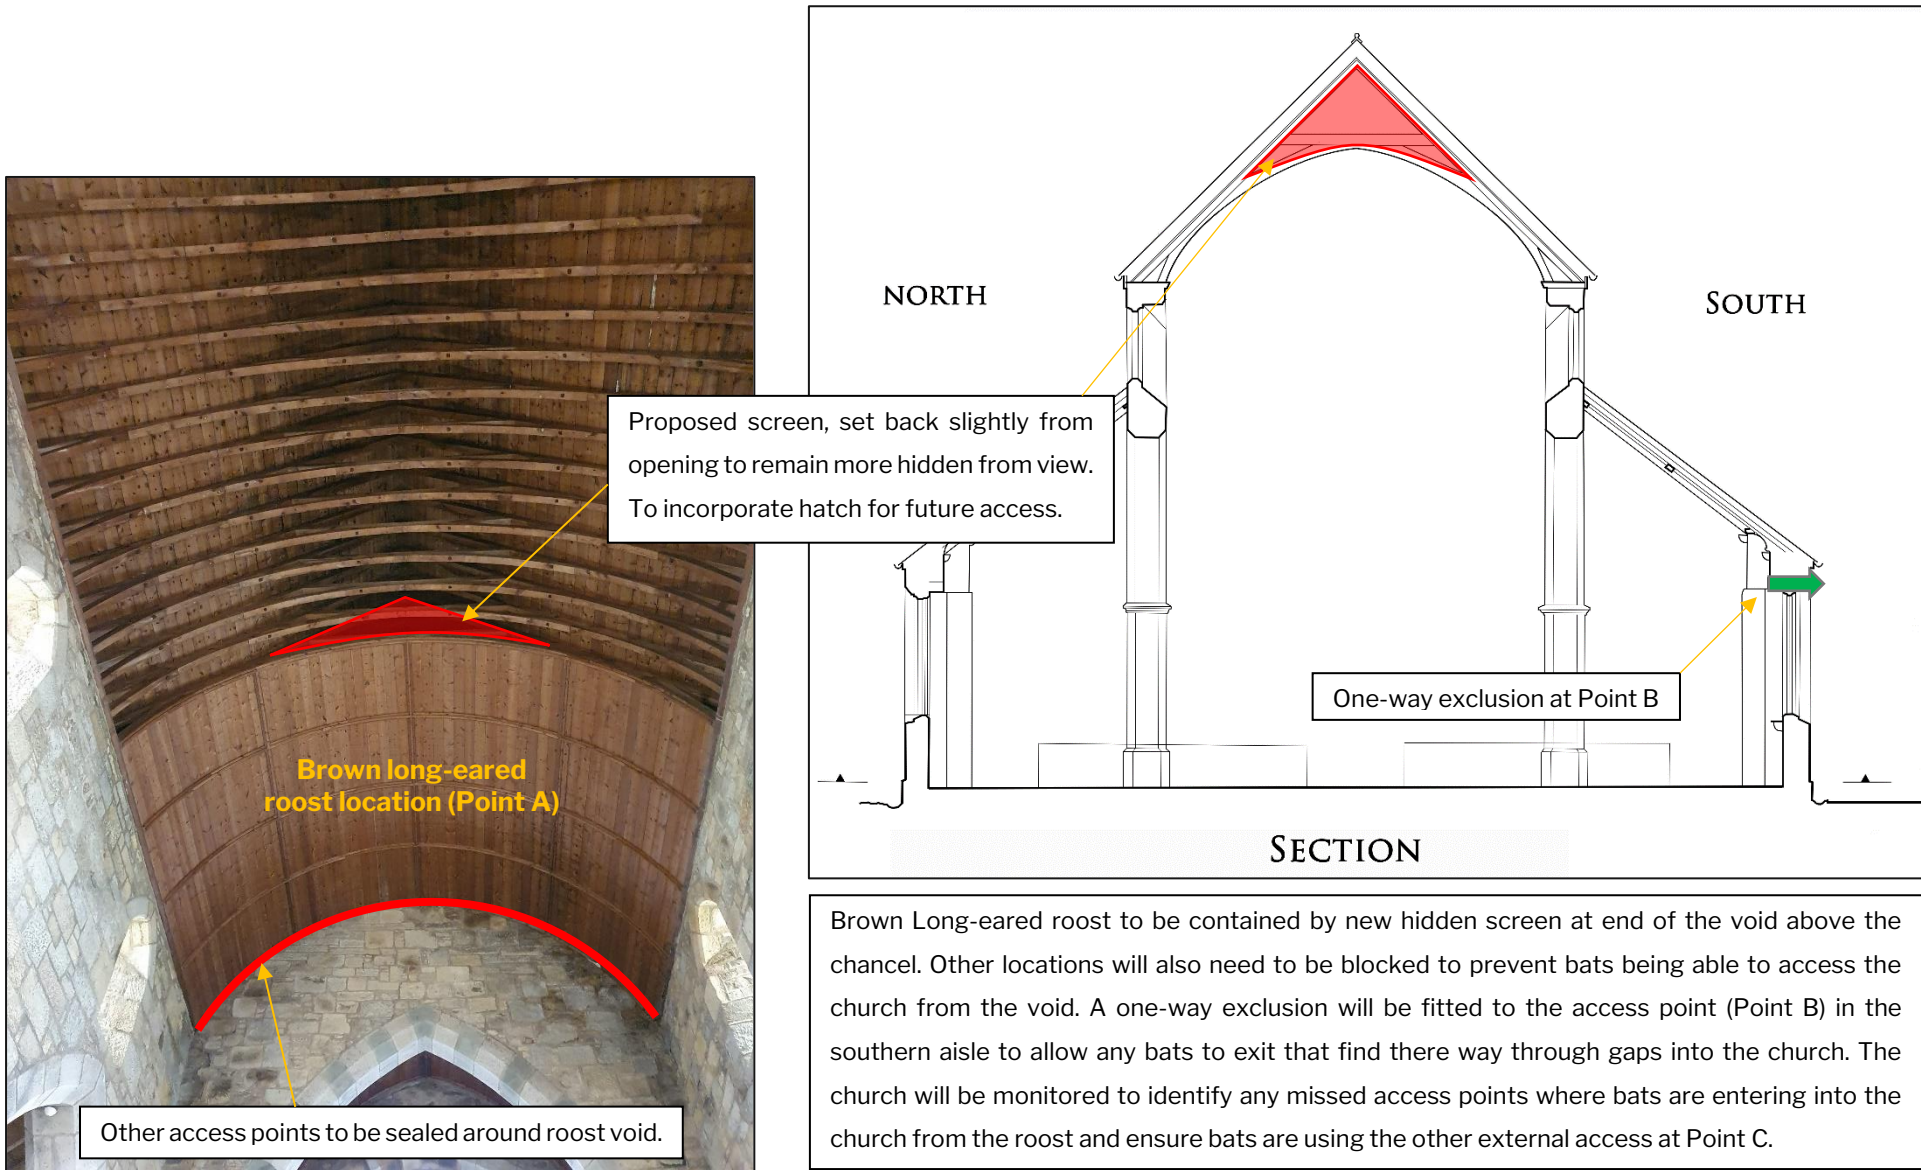 NORTH
SOUTH
Proposed screen, set back slightly from
opening to remain more hidden from view.
To incorporate hatch for future access.
One-way exclusion at Point B
Brown long-eared
roost location (Point A)
SECTION
Other access points to be sealed around roost void.
Brown Long-eared roost to be contained by new hidden screen at end of the void above the
chancel. Other locations will also need to be blocked to prevent bats being able to access the
church from the void. A one-way exclusion will be fitted to the access point (Point B) in the
southern aisle to allow any bats to exit that find there way through gaps into the church. The
church will be monitored to identify any missed access points where bats are entering into the
church from the roost and ensure bats are using the other external access at Point C.